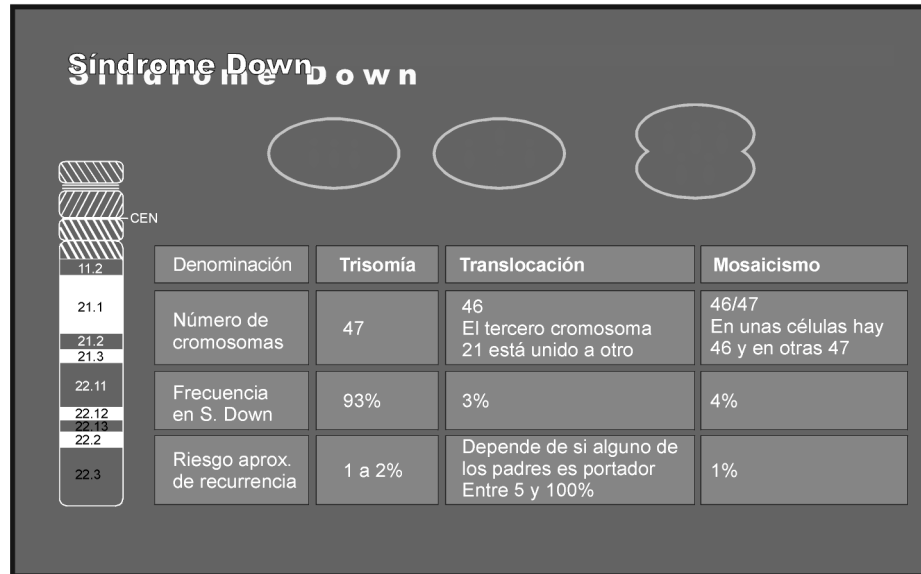 Síndrome Down
Síndrome Down
CEN
11.2
21.1
21.2
21.3
22.11
22.12
22.13
22.2
22.3
Denominación Trisomía Translocación Mosaicismo
Número de
cromosomas
47
46
El tercero cromosoma
21 está unido a otro
46/47
En unas células hay
46 y en otras 47
Frecuencia
en S. Down
93%
3%
4%
Riesgo aprox.
de recurrencia
1 a 2%
Depende de si alguno de
los padres es portador
Entre 5 y 100%
1%